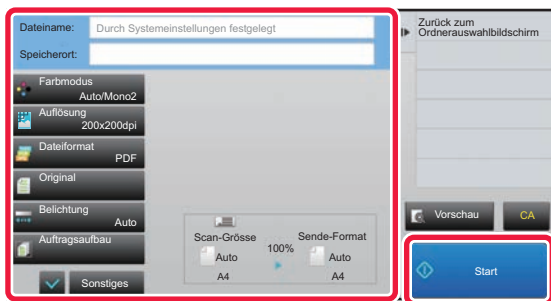 Dateiname: Durch Systemeinstellungen festgelegt
Speicherort:
Farbmodus
Auto/Mono2
Auflösung
200x200dpi
Dateiformat
PDF
Original
Belichtung
Auto
Auftragsaufbau
Sonstiges
Scan-Grösse
Auto
A4
100%
Sende-Format
Auto
A4
Zurück zum
Ordnerauswahlbildschirm
Vorschau
CA
Start